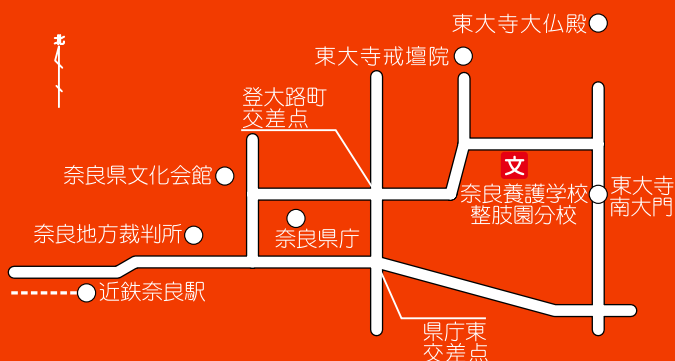 東大寺大仏殿
北
東大寺戒壇院
登大路町
交差点
文
奈良県文化会館
奈良養護学校
整肢園分校
東大寺
南大門
奈良地方裁判所
奈良県庁
近鉄奈良駅
県庁東
交差点